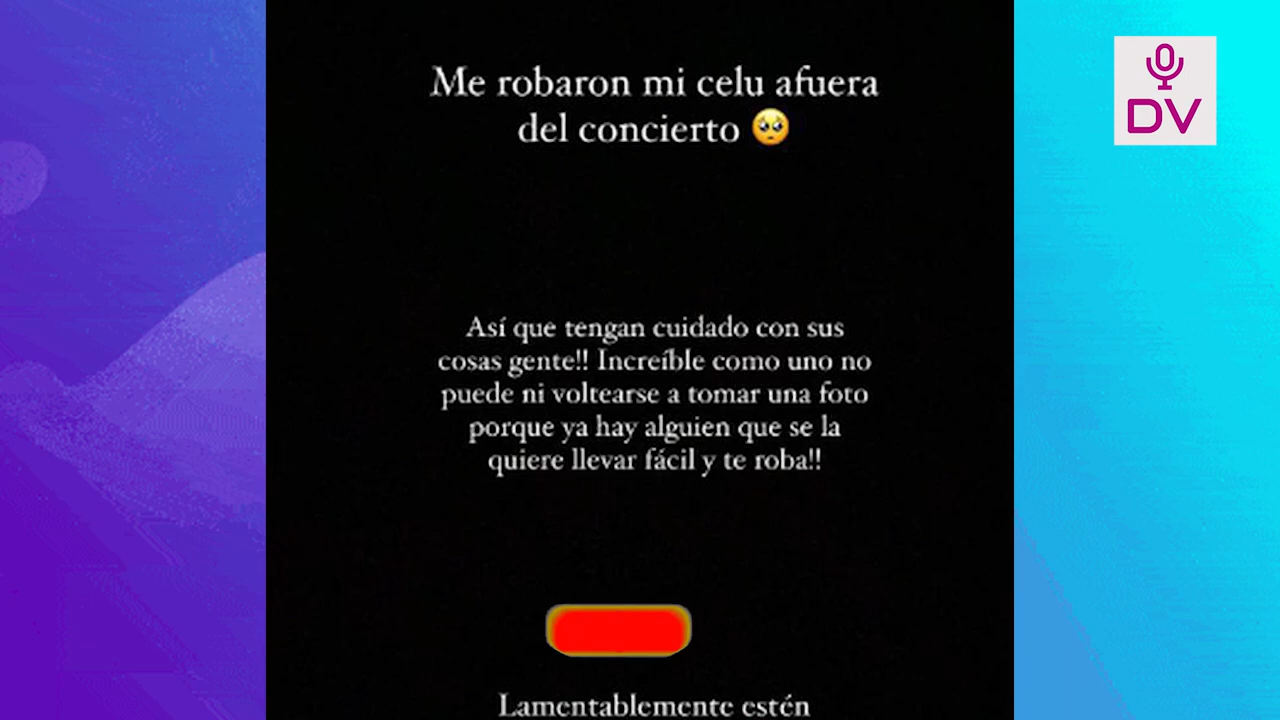 DV
Me robaron mi celu afuera
del concierto 🥺
Así que tengan cuidado con sus
cosas gente!! Increíble como uno no
puede ni voltearse a tomar una foto
porque ya hay alguien que se la
quiere llevar fácil y te roba!!
Lamentablemente estén